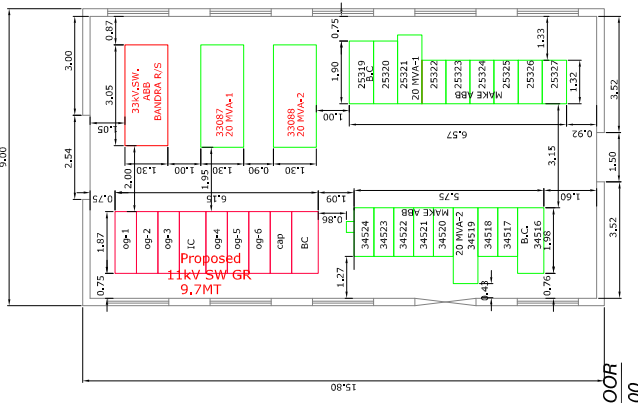 0.87
0.75
1.33
3.00
3.05
33kV.SW.
ABB
BANDRA R/S
33087
20 MVA-1
33088
20 MVA-2
1.90
25319
B.C
25320
25321
20 MVA-1
25322
25323
25324
25325
25326
25327
MAKE ABB
1.32
3.52
1.05
1.00
6.57
0.92
9.00
2.54
1.30
1.00
1.30
0.90
1.30
2.00
1.95
3.15
1.50
0.75
6.15
1.09
5.75
1.60
0.86
MAKE ABB
1.87
og-1
og-2
og-3
IC
og-4
og-5
og-6
cap
BC
34524
34523
34522
34521
34520
20 MVA-2
34519
34518
34517
B.C.
34516
1.98
3.52
Proposed
11kV SW GR
9.7MT
0.75
1.27
0.43
0.76
15.80
OOR
00